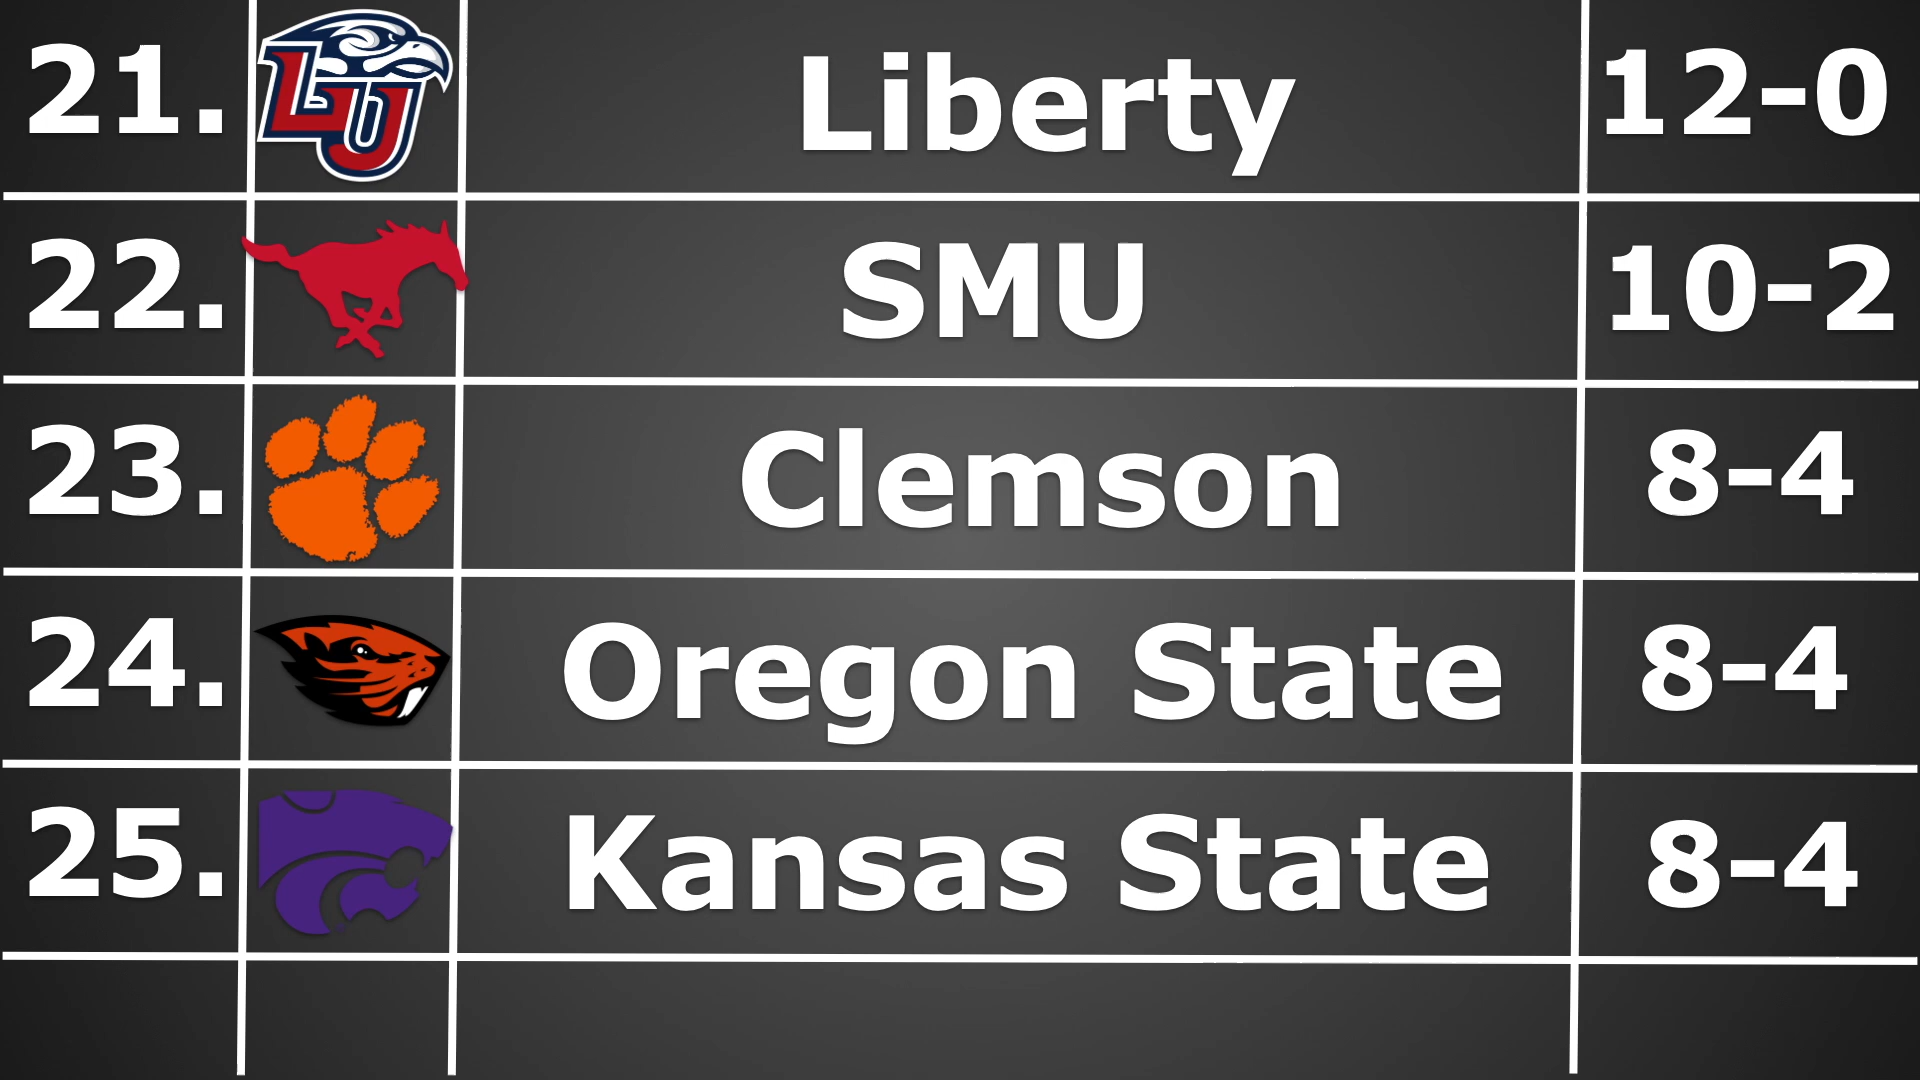 21. LU Liberty 12-0
22. SMU 10-2
23. Clemson 8-4
24. Oregon State 8-4
25. Kansas State 8-4